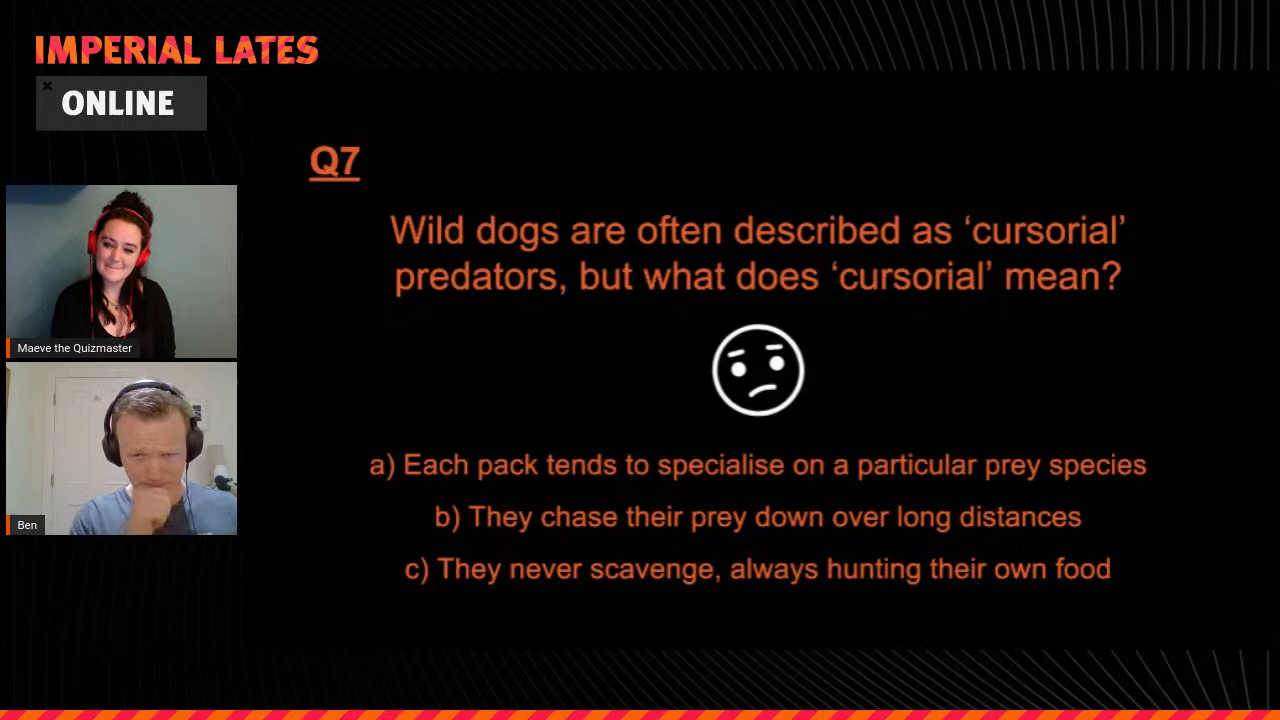 IMPERIAL LATES
ONLINE
Q7
Wild dogs are often described as ‘cursorial’
predators, but what does ‘cursorial’ mean?
Maeve the Quizmaster
a) Each pack tends to specialise on a particular prey species
b) They chase their prey down over long distances
Ben
c) They never scavenge, always hunting their own food